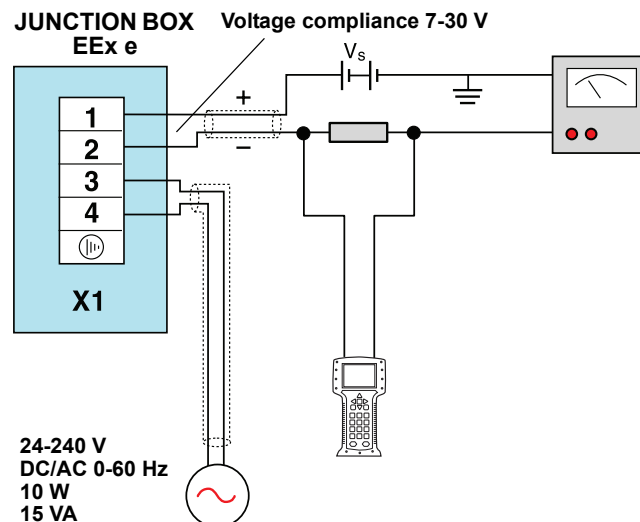 JUNCTION BOX
EEx e
Voltage compliance 7-30 V
Vs
+
−
1
2
3
4
X1
24-240 V
DC/AC 0-60 Hz
10 W
15 VA